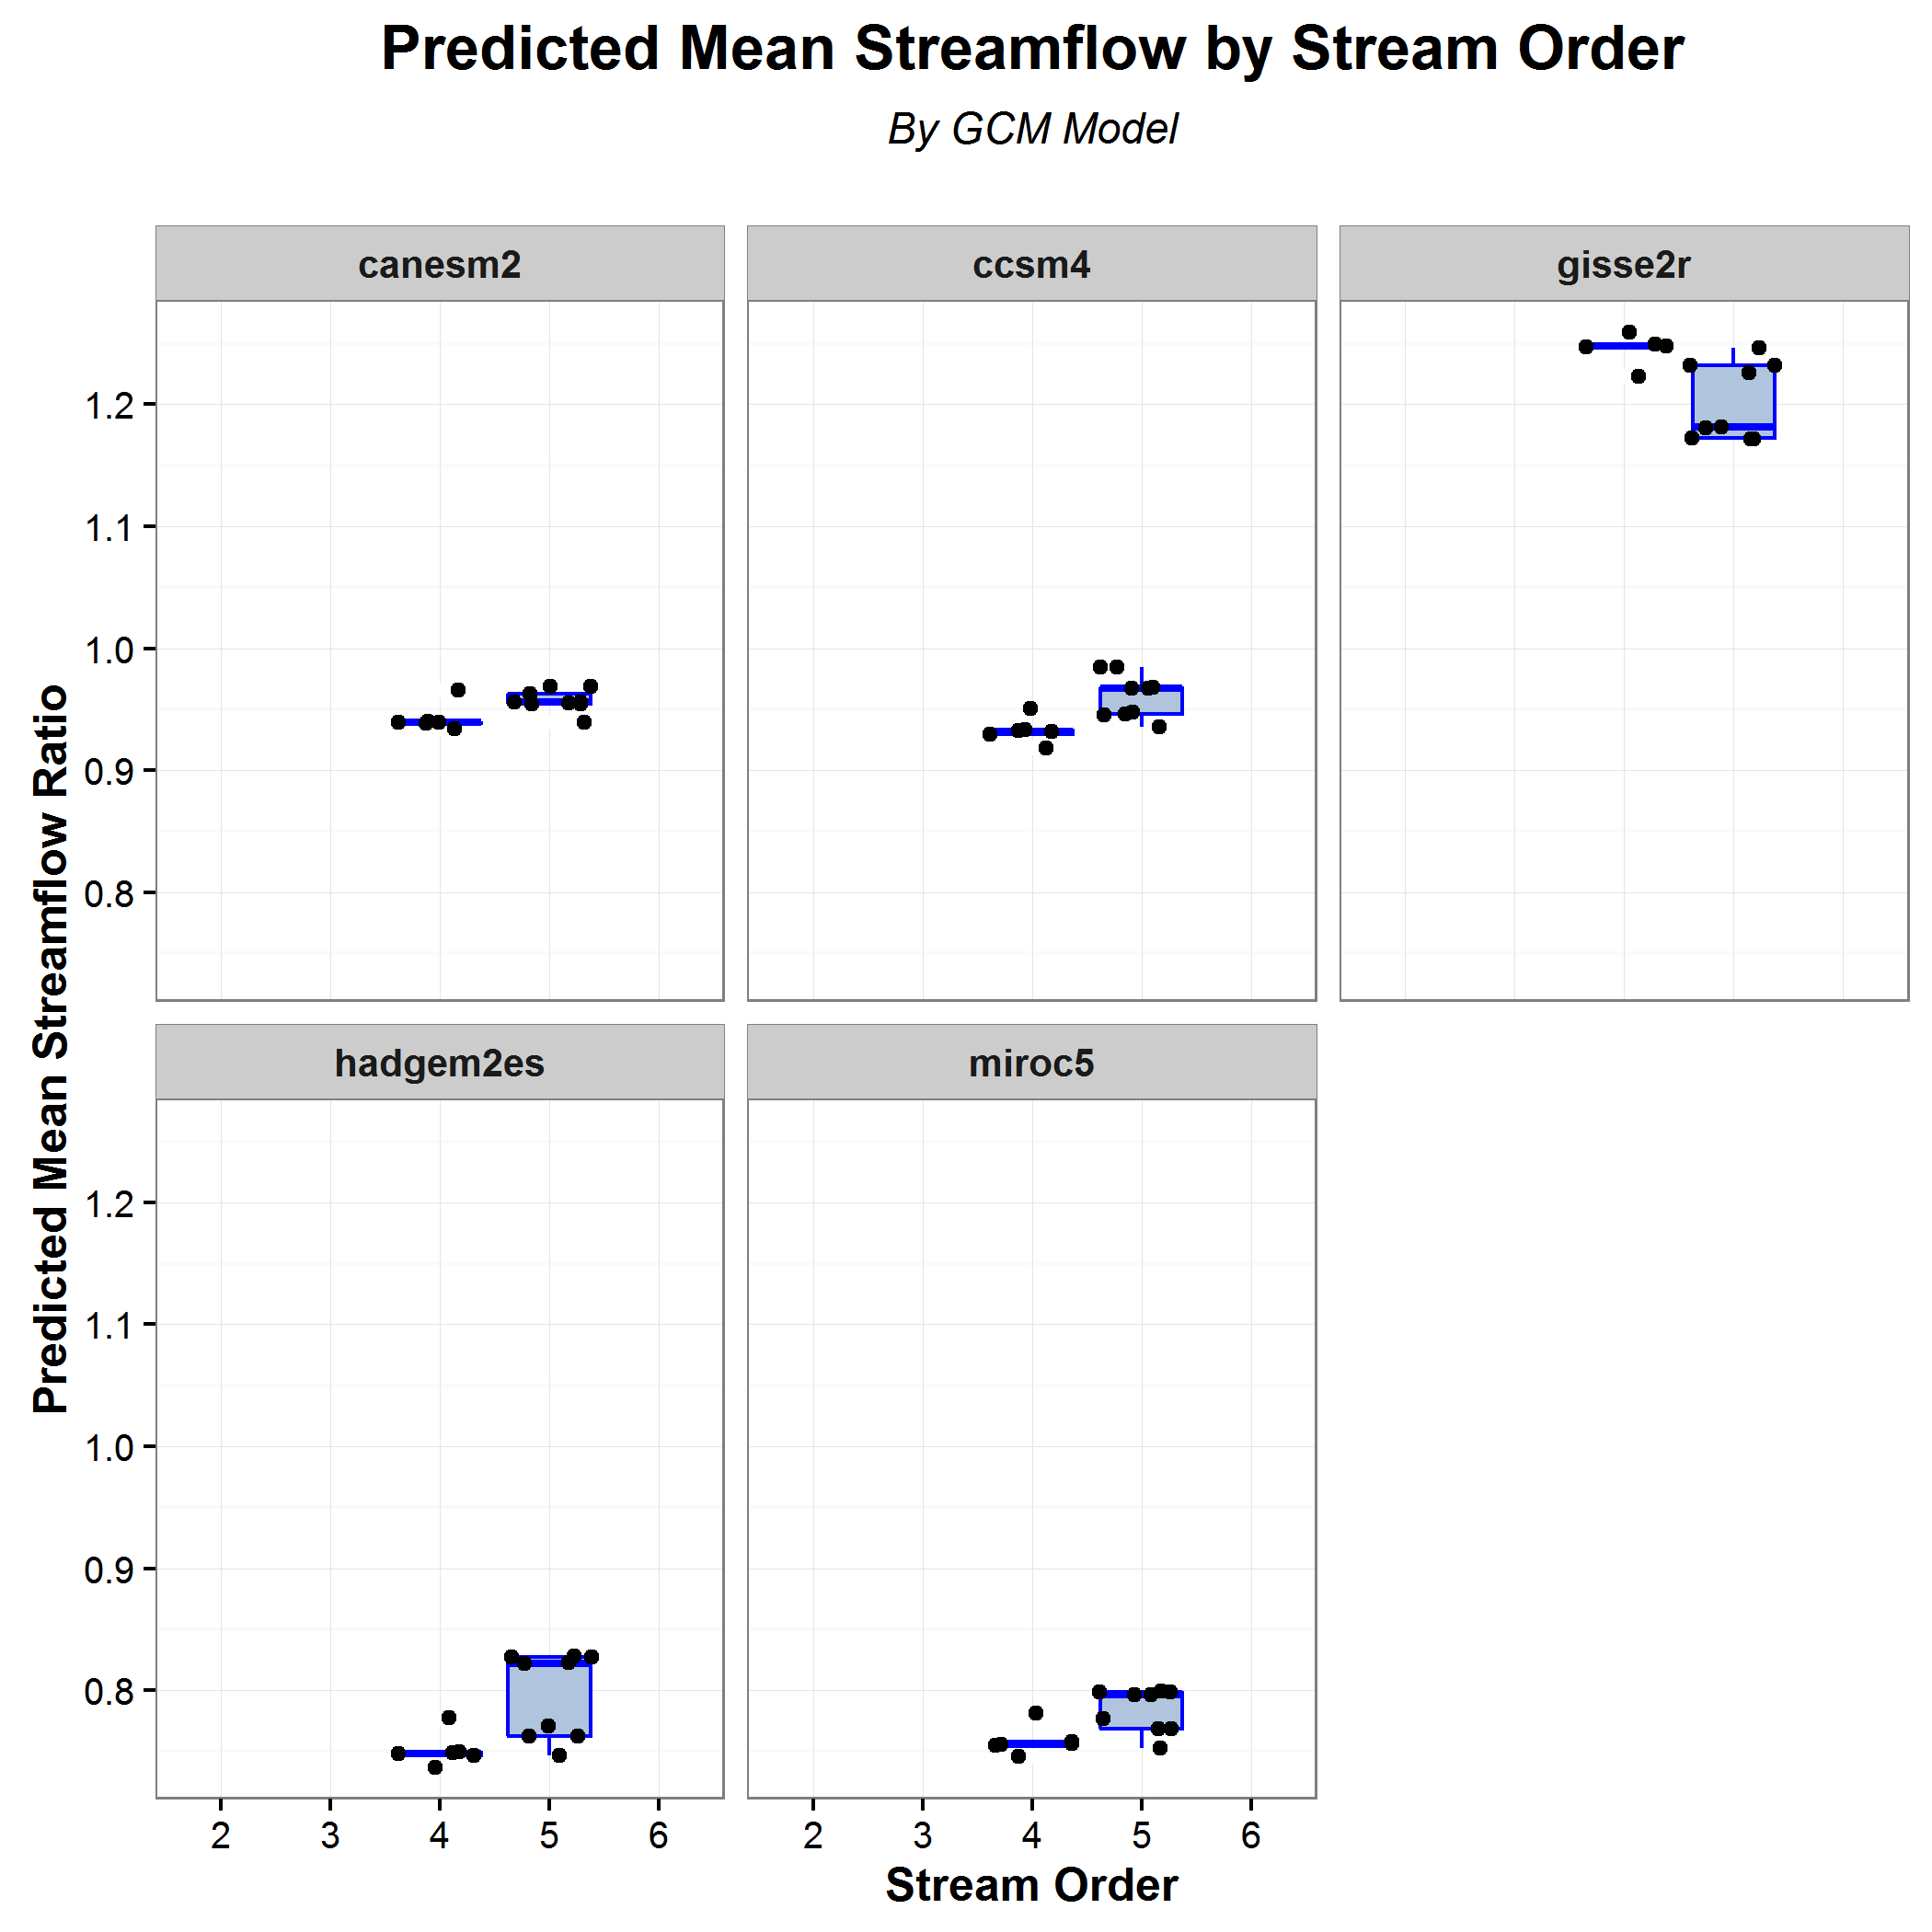 Predicted Mean Streamflow by Stream Order
By GCM Model
canesm2
ccsm4
gisse2r
1.2
1.1
1.0
0.9
0.8
Predicted Mean Streamflow Ratio
hadgem2es
miroc5
1.2
1.1
1.0
0.9
0.8
2 3 4 5 6
2 3 4 5 6
Stream Order